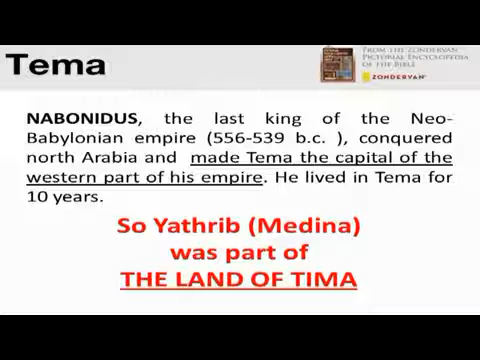 Tema
FROM THE ZONDERVAN
PICTORIAL ENCYCLOPEDIA
OF THE BIBLE
ZONDERVAN
NABONIDUS, the last king of the Neo-
Babylonian empire (556-539 b.c. ), conquered
north Arabia and made Tema the capital of the
western part of his empire. He lived in Tema for
10 years.
So Yathrib (Medina)
was part of
THE LAND OF TIMA